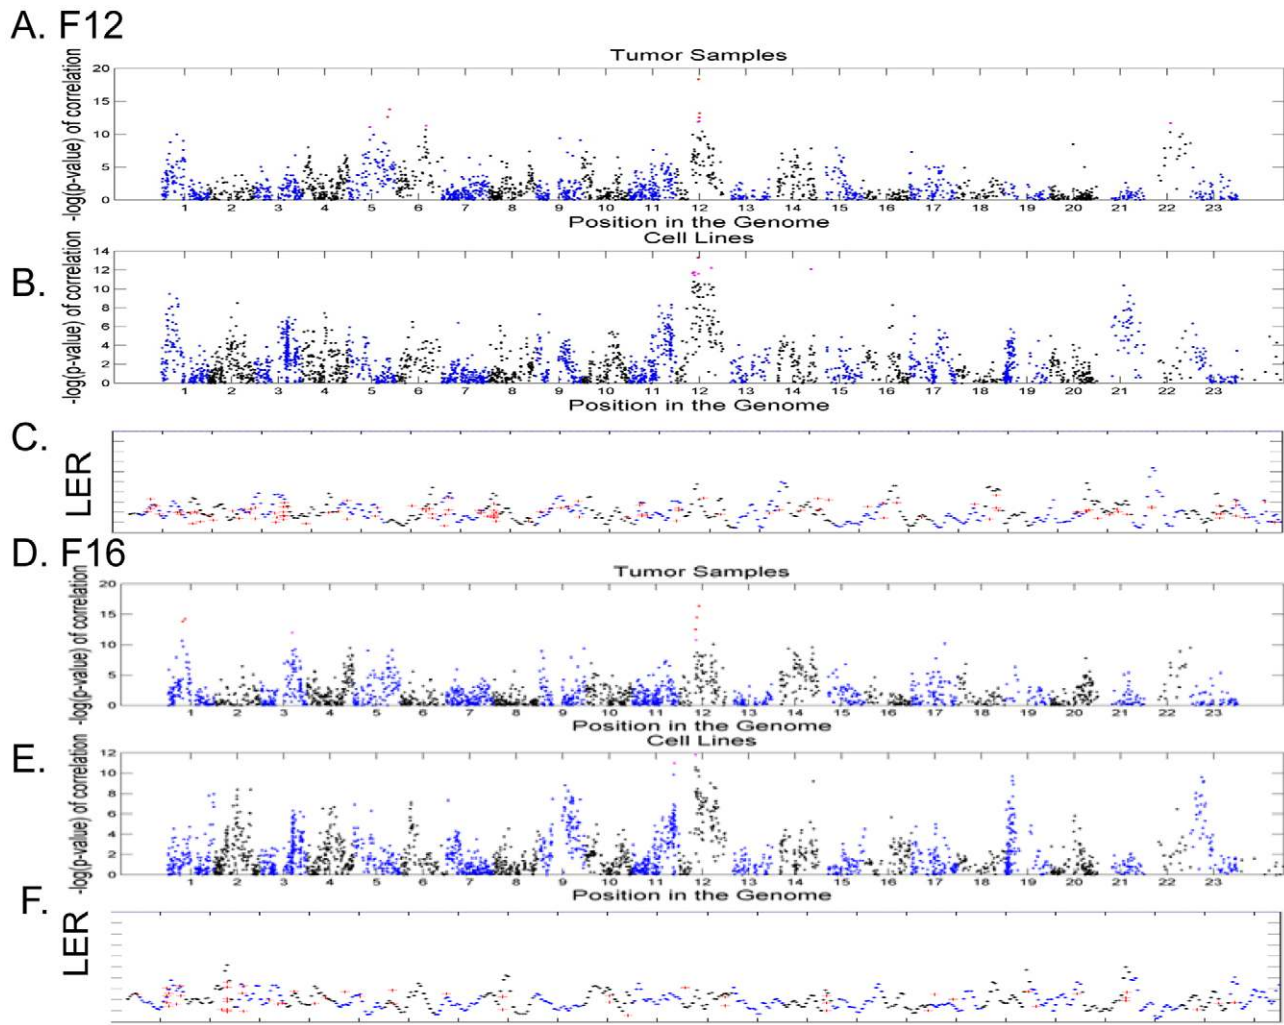 A. F12
Tumor Samples
-log(p-value) of correlation
20
15
10
5
0
1 2 3 4 5 6 7 8 9 10 11 12 13 14 15 16 17 18 19 20 21 22 23
Position in the Genome
B.
Cell Lines
-log(p-value) of correlation
14
12
10
8
6
4
2
0
1 2 3 4 5 6 7 8 9 10 11 12 13 14 15 16 17 18 19 20 21 22 23
Position in the Genome
C.
LER
D. F16
Tumor Samples
-log(p-value) of correlation
20
15
10
5
0
1 2 3 4 5 6 7 8 9 10 11 12 13 14 15 16 17 18 19 20 21 22 23
Position in the Genome
E.
Cell Lines
-log(p-value) of correlation
12
10
8
6
4
2
0
1 2 3 4 5 6 7 8 9 10 11 12 13 14 15 16 17 18 19 20 21 22 23
Position in the Genome
F.
LER